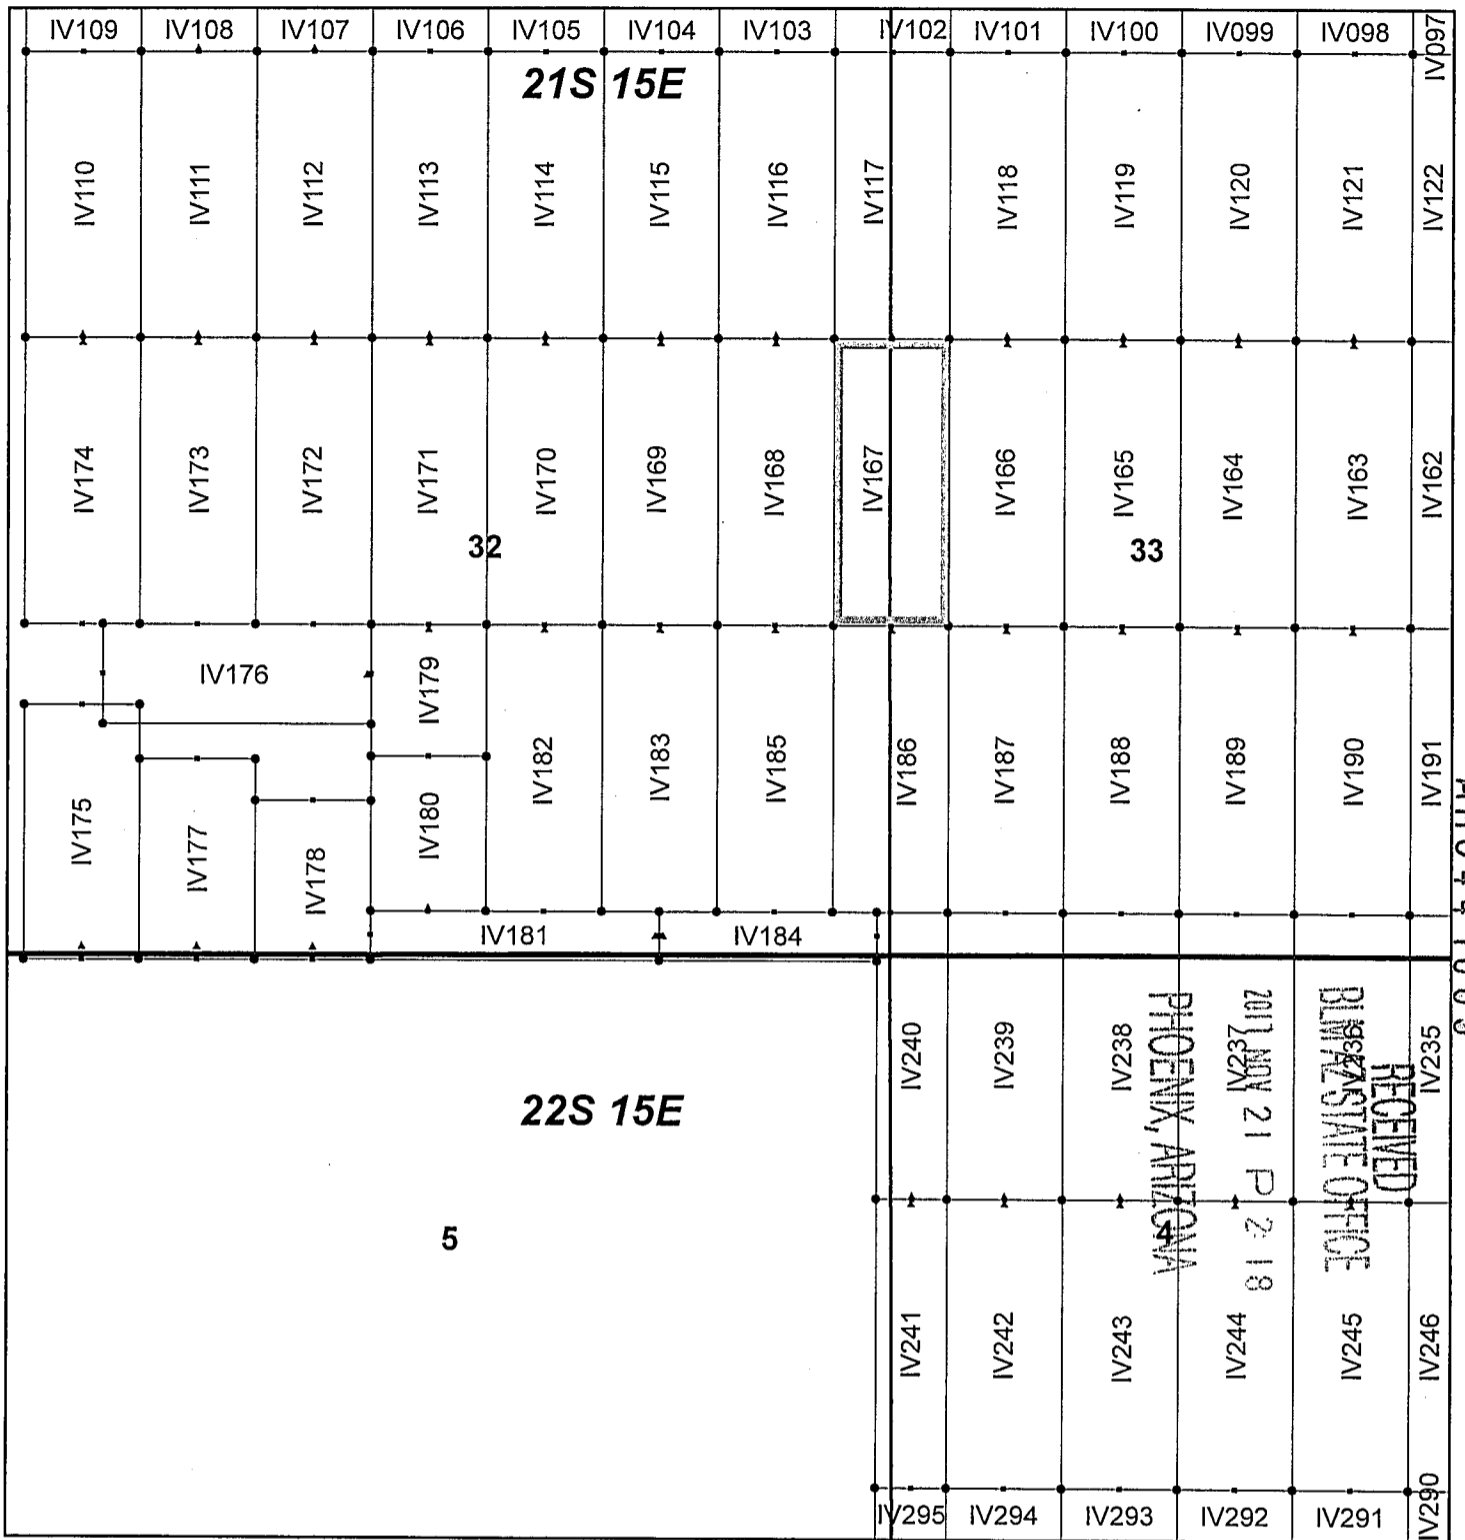 IV109 IV108 IV107 IV106 IV105 IV104 IV103 IV102 IV101 IV100 IV099 IV098 IV097
21S 15E
IV110 IV111 IV112 IV113 IV114 IV115 IV116 IV117 IV118 IV119 IV120 IV121 IV122
IV174 IV173 IV172 IV171 IV170 IV169 IV168 IV167 IV166 IV165 IV164 IV163 IV162
32 33
IV176 IV179
IV182 IV183 IV185 IV186 IV187 IV188 IV189 IV190 IV191
IV175 IV177 IV178 IV180
IV181 IV184
IV240 IV239 IV238 IV237 IV236 IV235
RECEIVED
BLM AZ STATE OFFICE
2017 NOV 21 P 2: 18
PHOENIX, ARIZONA
22S 15E
5 4
IV241 IV242 IV243 IV244 IV245 IV246
IV295 IV294 IV293 IV292 IV291 IV290